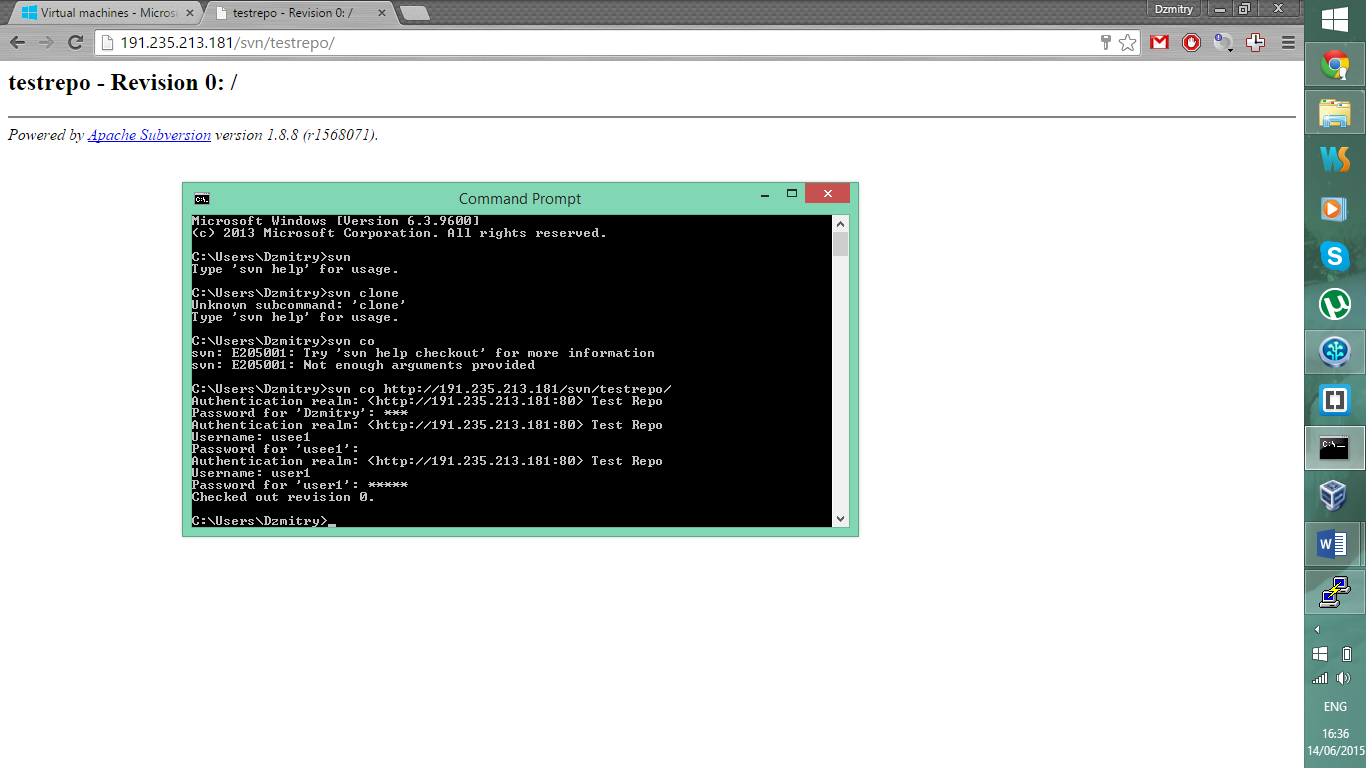 Virtual machines - Micros
testrepo - Revision 0: /
Dzmitry
191.235.213.181/svn/testrepo/
testrepo - Revision 0: /
Powered by Apache Subversion version 1.8.8 (r1568071).
Command Prompt
Microsoft Windows [Version 6.3.9600]
(c) 2013 Microsoft Corporation. All rights reserved.
C:\Users\Dzmitry>svn
Type 'svn help' for usage.
C:\Users\Dzmitry>svn clone
Unknown subcommand: 'clone'
Type 'svn help' for usage.
C:\Users\Dzmitry>svn co
svn: E205001: Try 'svn help checkout' for more information
svn: E205001: Not enough arguments provided
C:\Users\Dzmitry>svn co http://191.235.213.181/svn/testrepo/
Authentication realm: <http://191.235.213.181:80> Test Repo
Password for 'Dzmitry': ***
Authentication realm: <http://191.235.213.181:80> Test Repo
Username: usee1
Password for 'usee1':
Authentication realm: <http://191.235.213.181:80> Test Repo
Username: user1
Password for 'user1': *****
Checked out revision 0.
C:\Users\Dzmitry>_
ENG
16:36
14/06/2015